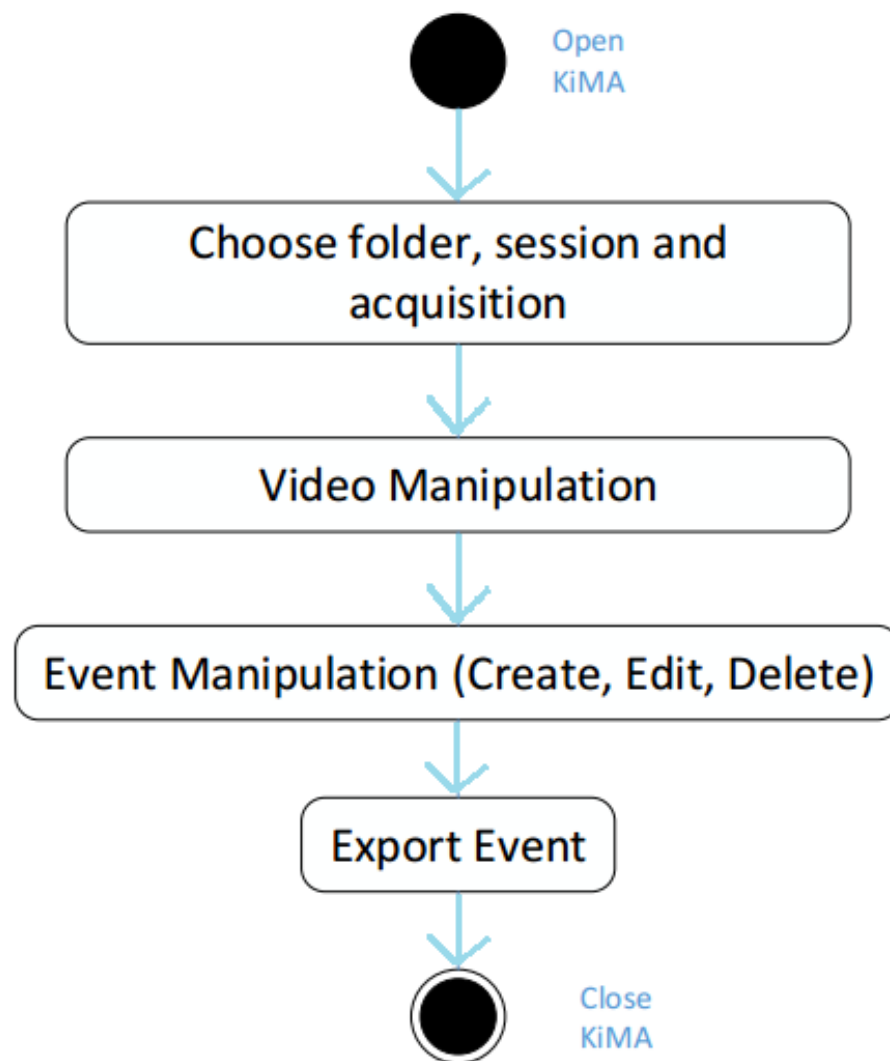 Open
KiMA
Choose folder, session and
acquisition
Video Manipulation
Event Manipulation (Create, Edit, Delete)
Export Event
Close
KiMA